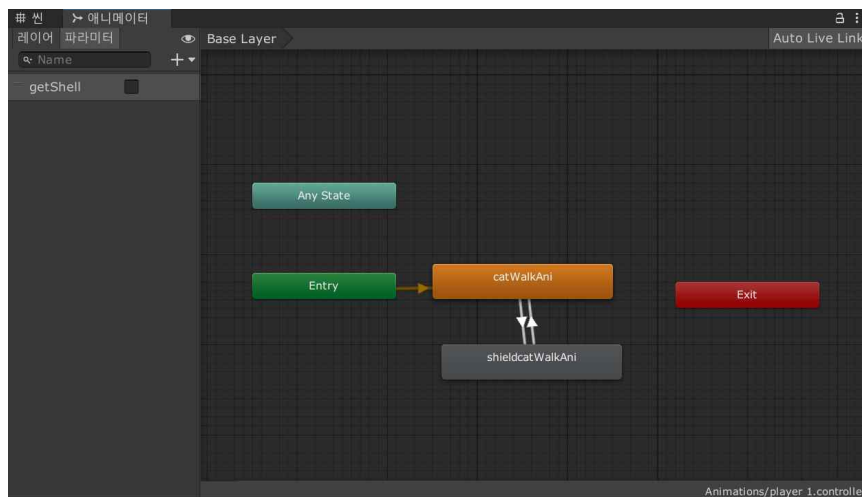 씬 애니메이터
레이어 파라미터 Base Layer Auto Live Link
Name
getShell
Any State
catWalkAni
Entry
Exit
shieldcatWalkAni
Animations/player 1.controlle